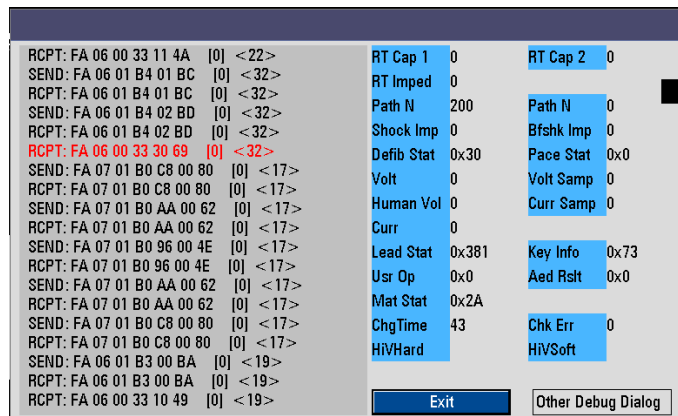 RCPT: FA 06 00 33 11 4A [0] <22>
SEND: FA 06 01 B4 01 BC [0] <32>
RCPT: FA 06 01 B4 01 BC [0] <32>
SEND: FA 06 01 B4 02 BD [0] <32>
RCPT: FA 06 01 B4 02 BD [0] <32>
RCPT: FA 06 00 33 30 69 [0] <32>
SEND: FA 07 01 B0 C8 00 80 [0] <17>
RCPT: FA 07 01 B0 C8 00 80 [0] <17>
SEND: FA 07 01 B0 AA 00 62 [0] <17>
RCPT: FA 07 01 B0 AA 00 62 [0] <17>
SEND: FA 07 01 B0 96 00 4E [0] <17>
RCPT: FA 07 01 B0 96 00 4E [0] <17>
SEND: FA 07 01 B0 AA 00 62 [0] <17>
RCPT: FA 07 01 B0 AA 00 62 [0] <17>
SEND: FA 07 01 B0 C8 00 80 [0] <17>
RCPT: FA 07 01 B0 C8 00 80 [0] <17>
SEND: FA 06 01 B3 00 BA [0] <19>
RCPT: FA 06 01 B3 00 BA [0] <19>
RCPT: FA 06 00 33 10 49 [0] <19>
RT Cap 1 0 RT Cap 2 0
RT Imped 0
Path N 200 Path N 0
Shock Imp 0 Bfshk Imp 0
Defib Stat 0x30 Pace Stat 0x0
Volt 0 Volt Samp 0
Human Vol 0 Curr Samp 0
Curr 0
Lead Stat 0x381 Key Info 0x73
Usr Op 0x0 Aed Rslt 0x0
Mat Stat 0x2A
ChgTime 43 Chk Err 0
HiVHard HiVSoft
Exit Other Debug Dialog